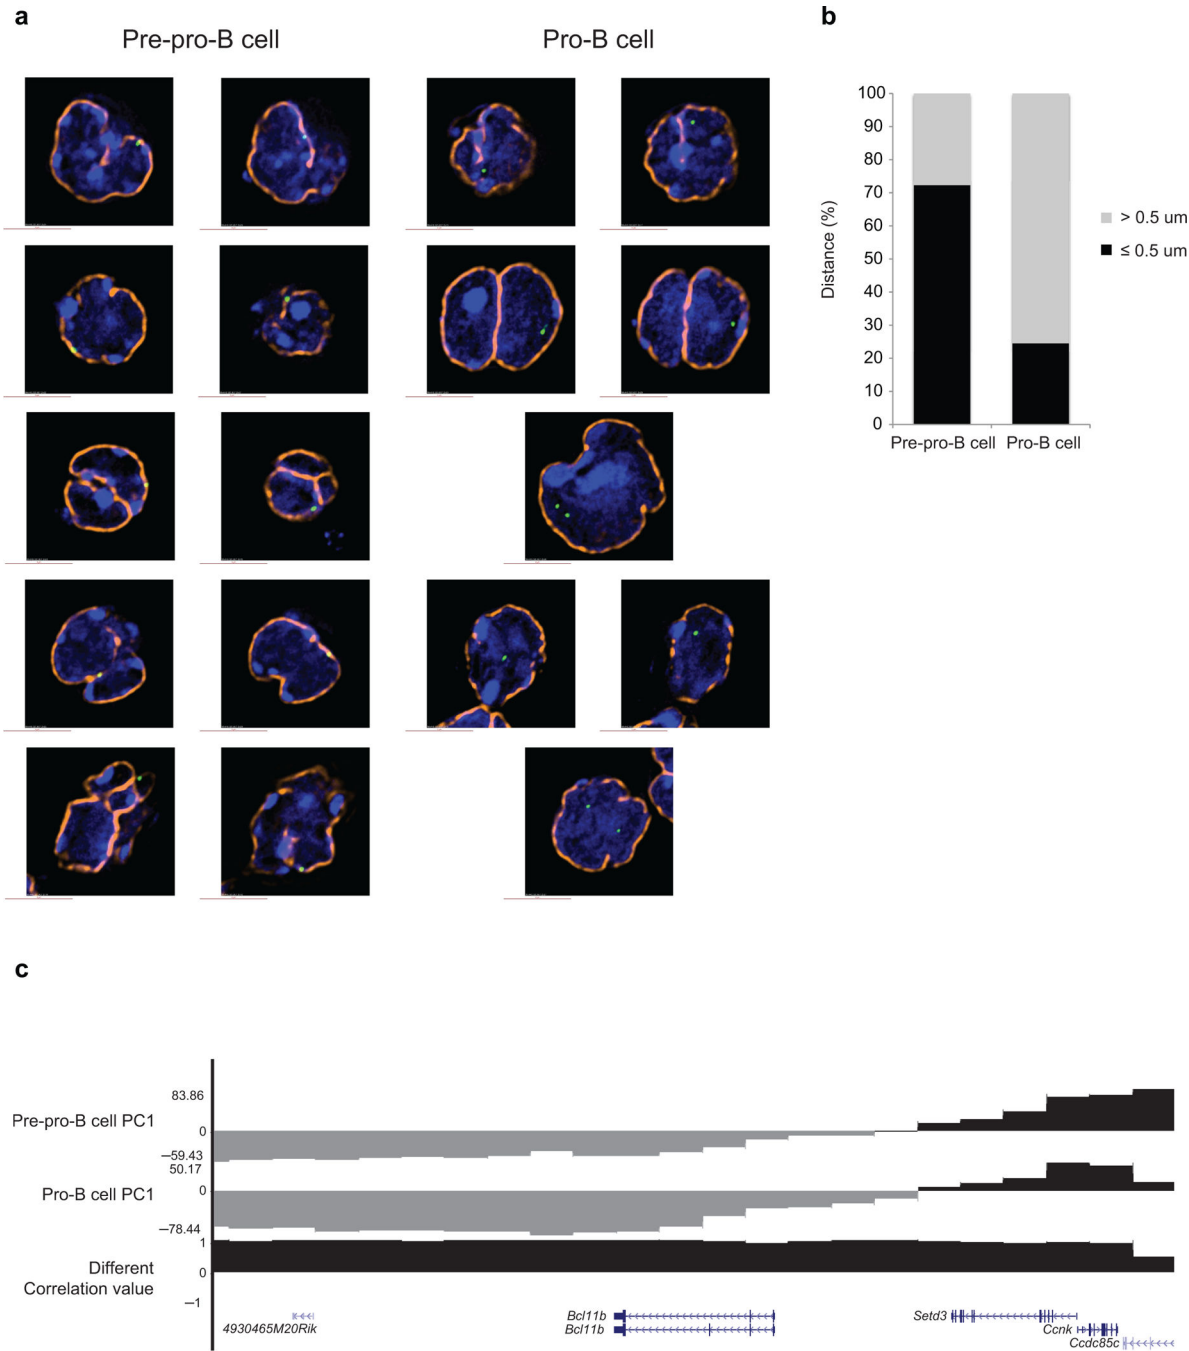 a
Pre-pro-B cell
Pro-B cell
b
100
90
80
70
60
50
40
30
20
10
0
Distance (%)
Pre-pro-B cell
Pro-B cell
> 0.5 um
≤ 0.5 um
c
83.86
Pre-pro-B cell PC1
0
–59.43
50.17
Pro-B cell PC1
0
–78.44
1
Different
Correlation value
0
–1
4930465M20Rik
Bcl11b
Bcl11b
Setd3
Ccnk
Ccdc85c